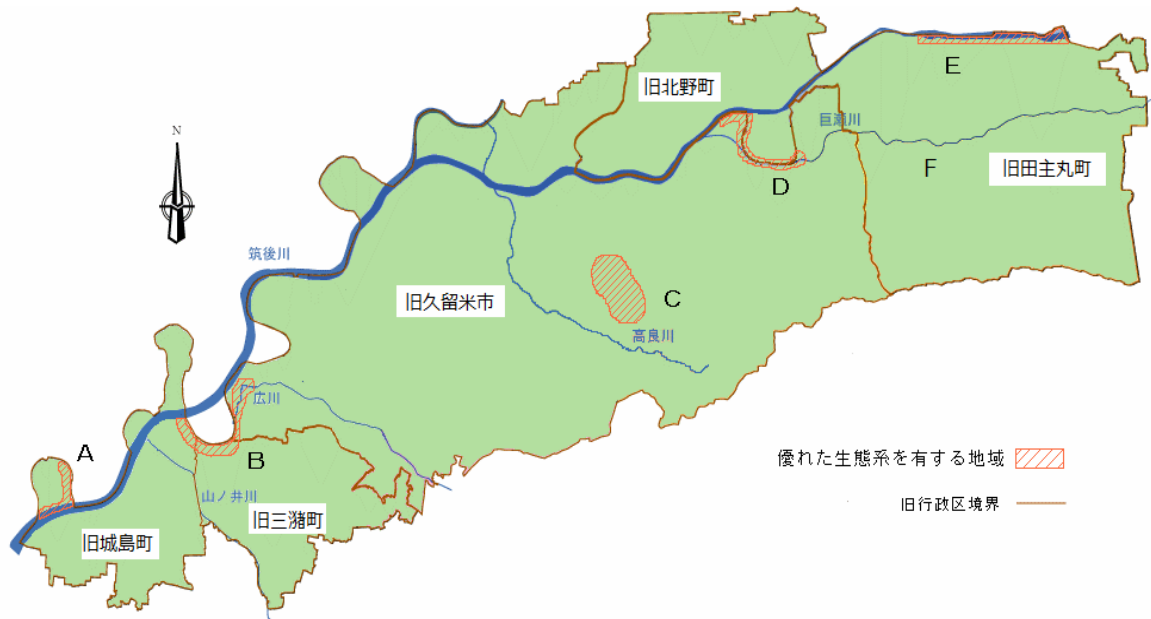 E
旧北野町
巨瀬川
N
F
旧田主丸町
D
筑後川
旧久留米市
C
高良川
広川
A
B
優れた生態系を有する地域
山ノ井川
旧行政区境界
旧三潴町
旧城島町